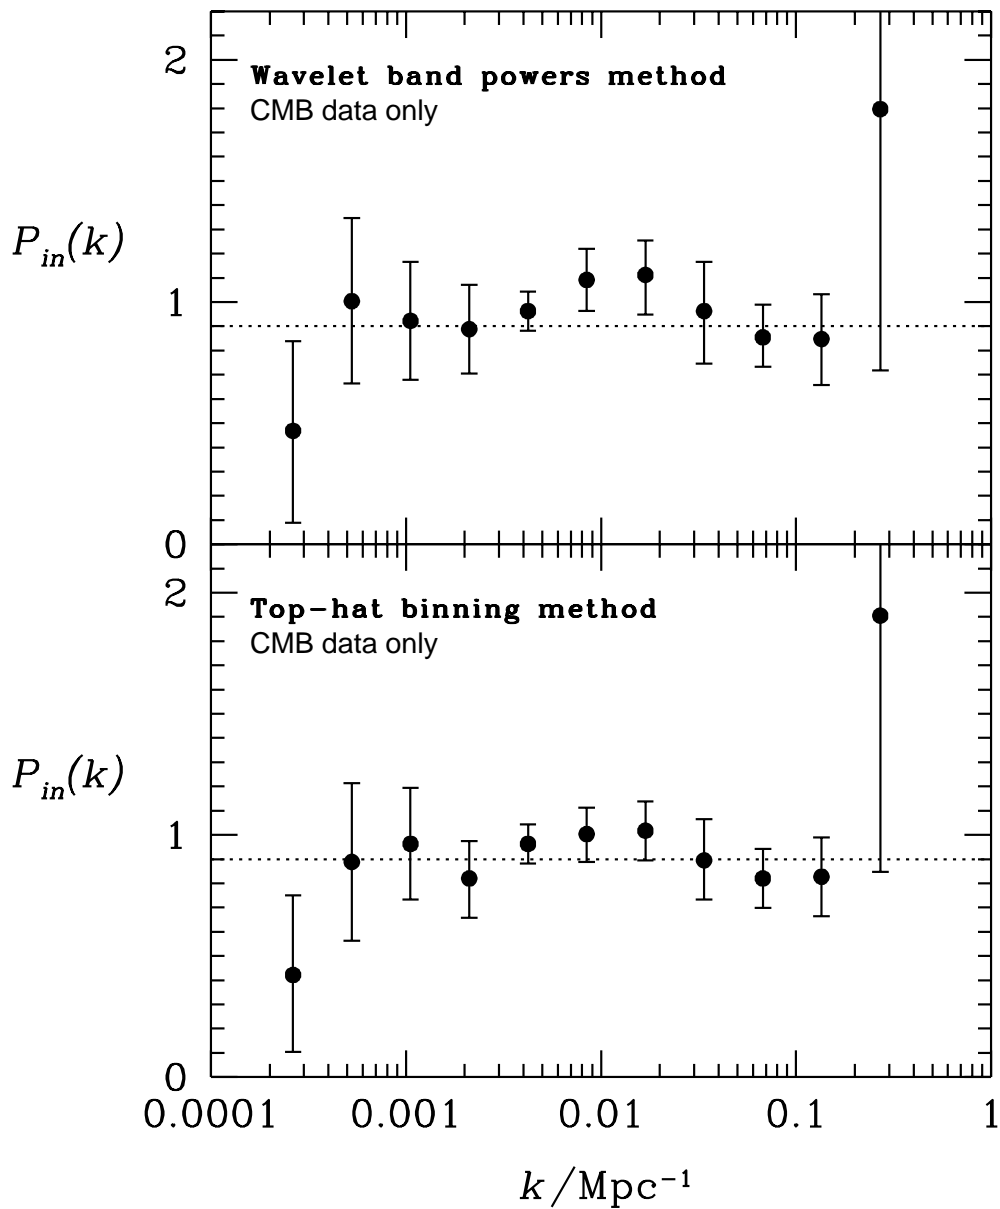 2
Wavelet band powers method
CMB data only
P_in(k)
1
0
2
Top-hat binning method
CMB data only
P_in(k)
1
0
0.0001 0.001 0.01 0.1 1
k/Mpc⁻¹